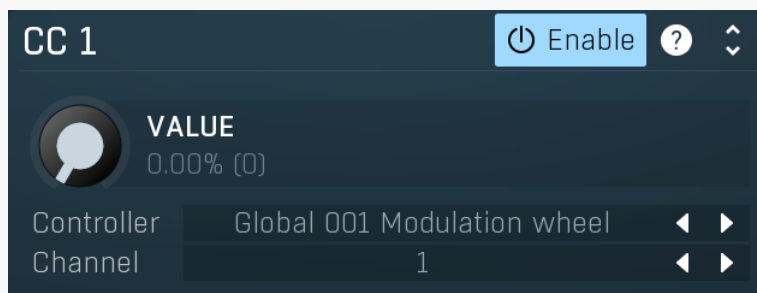 CC 1
Enable
?
VALUE
0.00% (0)
Controller Global 001 Modulation wheel
Channel 1